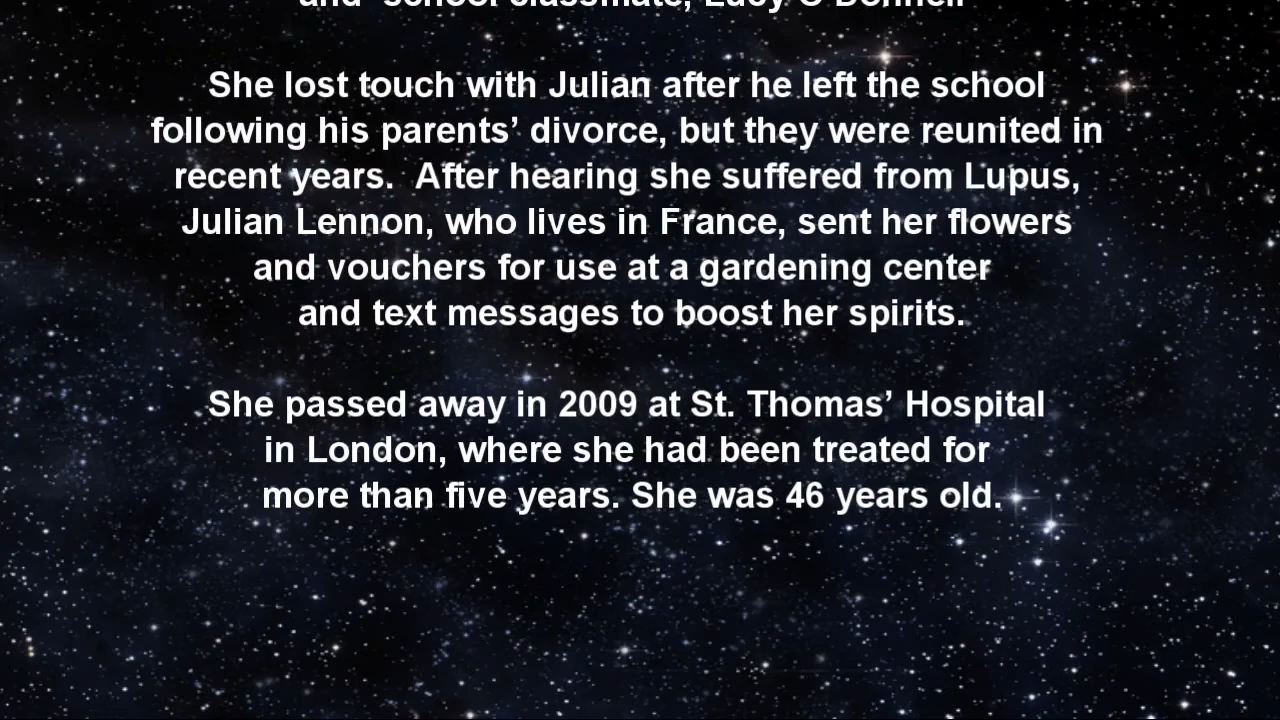 and school classmate, Lucy O'Donnell
She lost touch with Julian after he left the school
following his parents’ divorce, but they were reunited in
recent years.  After hearing she suffered from Lupus,
Julian Lennon, who lives in France, sent her flowers
and vouchers for use at a gardening center
and text messages to boost her spirits.
She passed away in 2009 at St. Thomas’ Hospital
in London, where she had been treated for
more than five years. She was 46 years old.